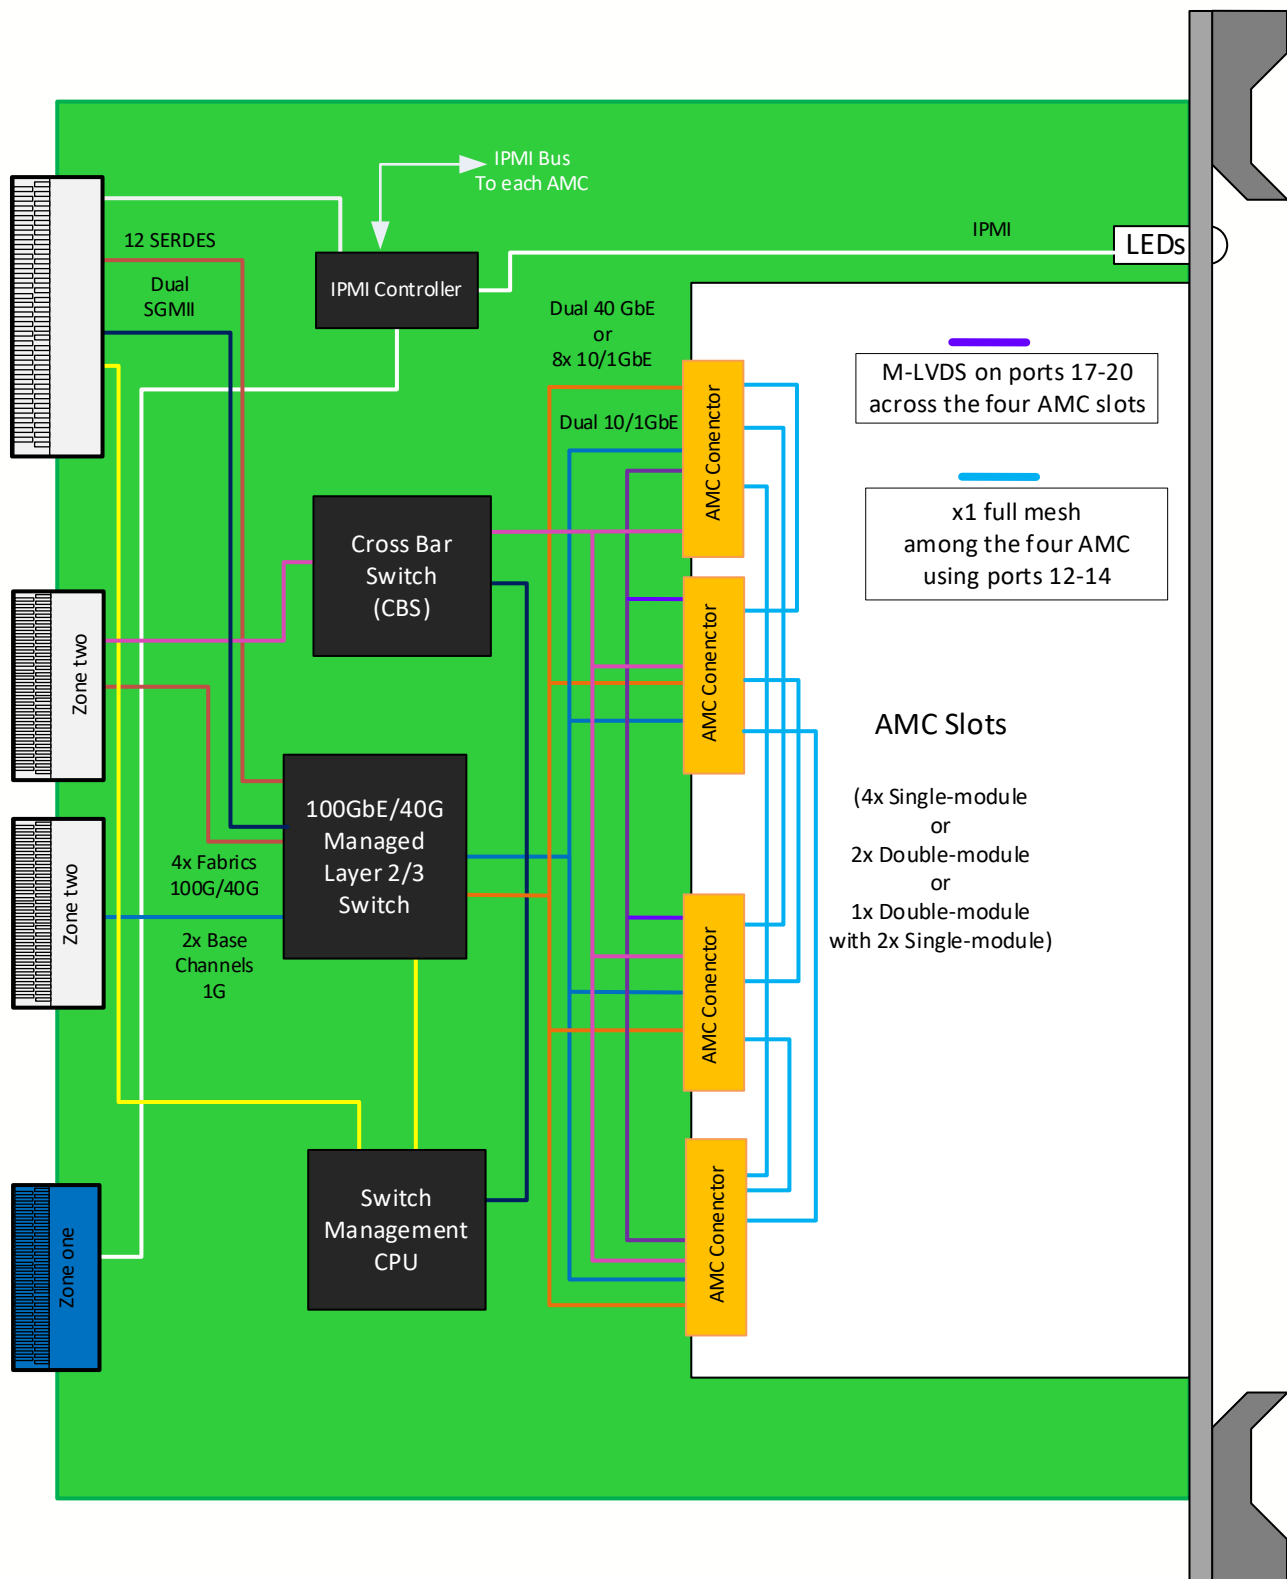 IPMI Bus
To each AMC
12 SERDES
IPMI
LEDs
Dual
SGMII
IPMI Controller
Dual 40 GbE
or
8x 10/1GbE
M-LVDS on ports 17-20
across the four AMC slots
Dual 10/1GbE
AMC Conenctor
x1 full mesh
among the four AMC
using ports 12-14
Cross Bar
Switch
(CBS)
Zone two
AMC Conenctor
AMC Slots
(4x Single-module
or
2x Double-module
or
1x Double-module
with 2x Single-module)
100GbE/40G
Managed
Layer 2/3
Switch
4x Fabrics
100G/40G
Zone two
2x Base
Channels
1G
AMC Conenctor
Switch
Management
CPU
AMC Conenctor
Zone one